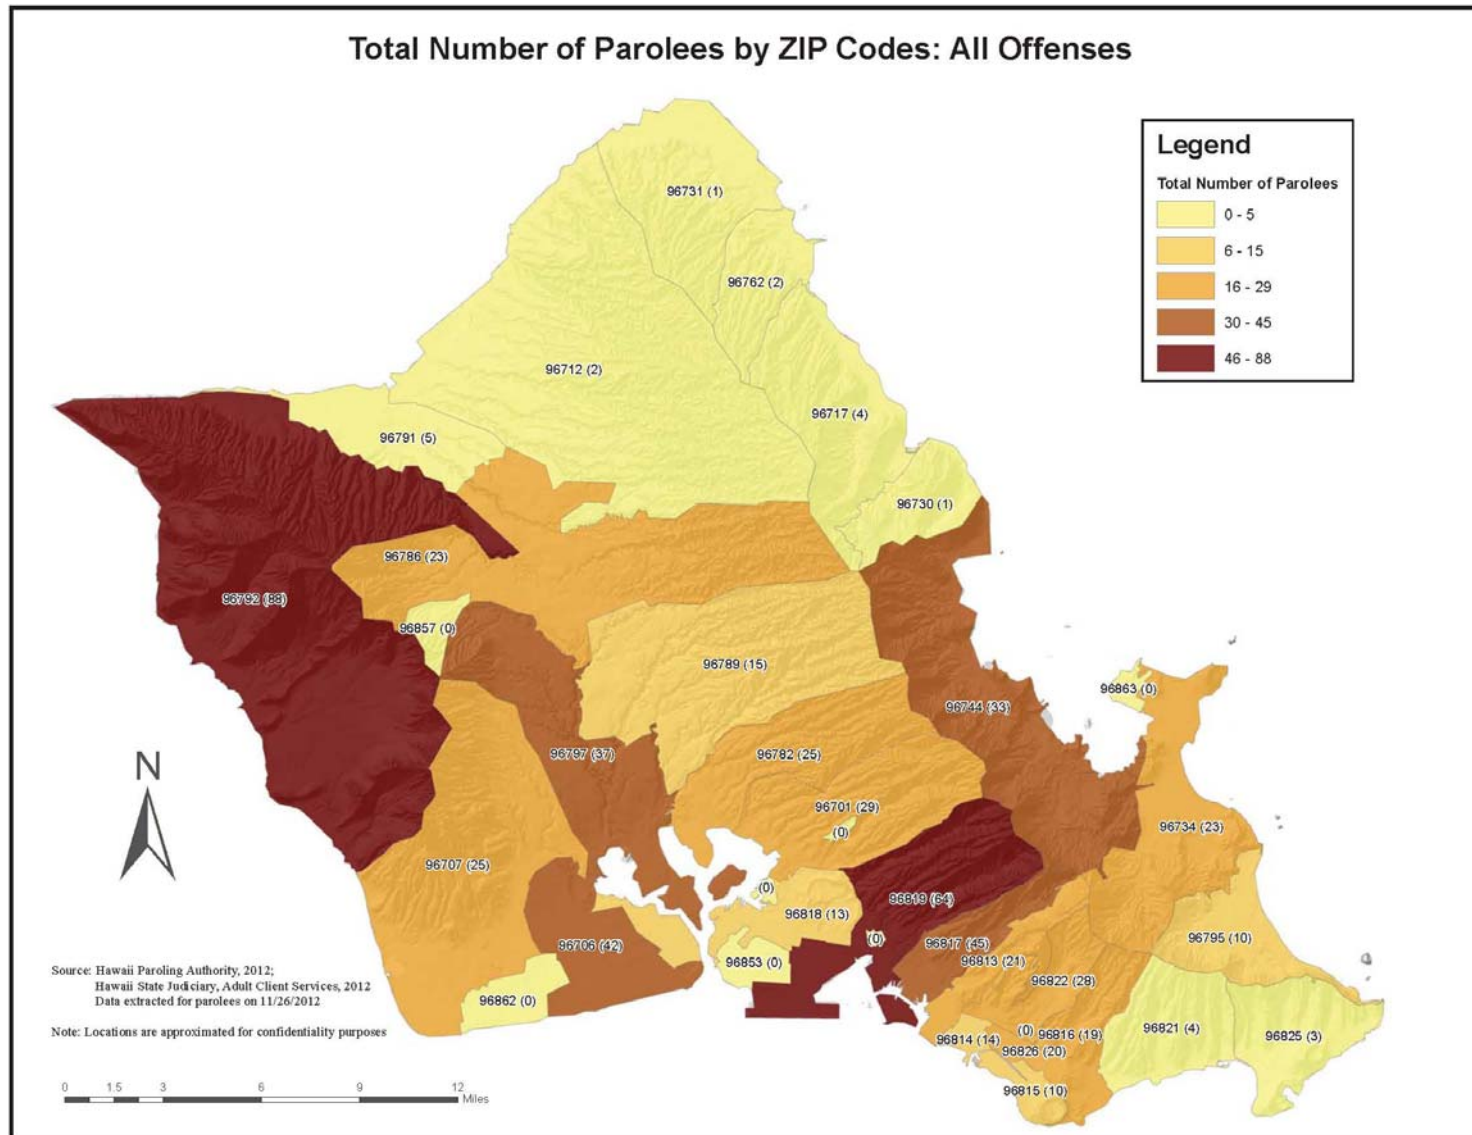 Total Number of Parolees by ZIP Codes: All Offenses
Legend
Total Number of Parolees
0 - 5
6 - 15
16 - 29
30 - 45
46 - 88
96731 (1)
96762 (2)
96712 (2)
96717 (4)
96791 (5)
96730 (1)
96786 (23)
96792 (88)
96857 (0)
96789 (15)
96863 (0)
96744 (33)
96797 (37)
96782 (25)
96701 (29)
(0)
96734 (23)
96707 (25)
(0)
96819 (64)
96818 (13)
(0)
96795 (10)
96706 (42)
96817 (45)
96813 (21)
96853 (0)
96822 (28)
96862 (0)
(0)
96816 (19)
96821 (4)
96825 (3)
96814 (14)
96826 (20)
96815 (10)
N
Source: Hawaii Paroling Authority, 2012;
Hawaii State Judiciary, Adult Client Services, 2012
Data extracted for parolees on 11/26/2012
Note: Locations are approximated for confidentiality purposes
0 1.5 3 6 9 12
Miles